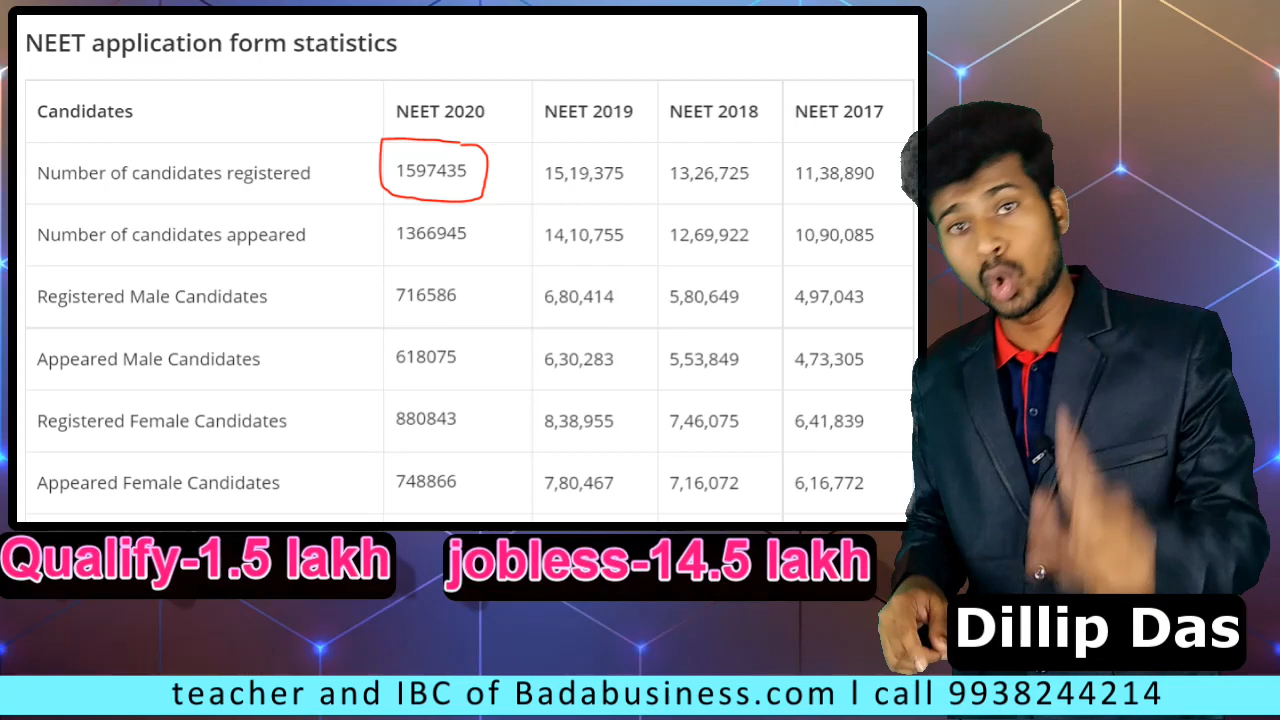 NEET application form statistics
Candidates NEET 2020 NEET 2019 NEET 2018 NEET 2017
Number of candidates registered 1597435 15,19,375 13,26,725 11,38,890
Number of candidates appeared 1366945 14,10,755 12,69,922 10,90,085
Registered Male Candidates 716586 6,80,414 5,80,649 4,97,043
Appeared Male Candidates 618075 6,30,283 5,53,849 4,73,305
Registered Female Candidates 880843 8,38,955 7,46,075 6,41,839
Appeared Female Candidates 748866 7,80,467 7,16,072 6,16,772
Qualify-1.5 lakh jobless-14.5 lakh
Dillip Das
teacher and IBC of Badabusiness.com l call 9938244214